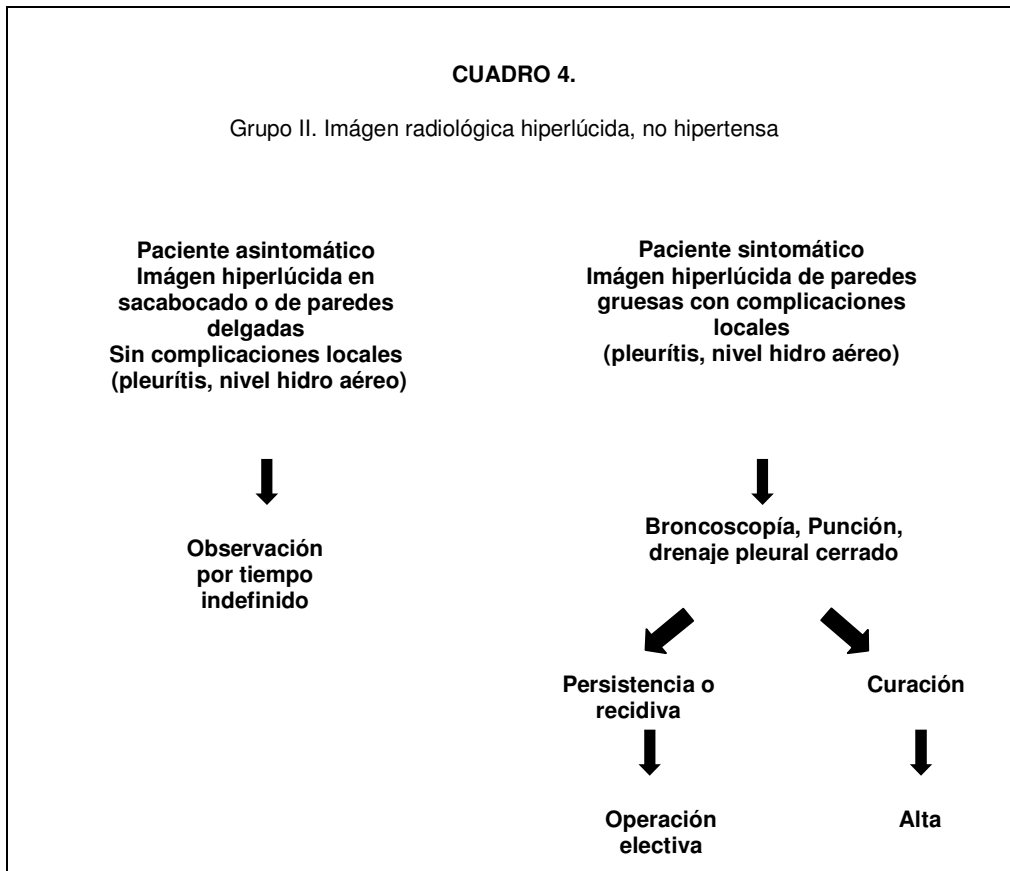 CUADRO 4.
Grupo II. Imágen radiológica hiperlúcida, no hipertensa
Paciente asintomático
Imágen hiperlúcida en
sacabocado o de paredes
delgadas
Sin complicaciones locales
(pleurítis, nivel hidro aéreo)
Observación
por tiempo
indefinido
Paciente sintomático
Imágen hiperlúcida de paredes
gruesas con complicaciones
locales
(pleurítis, nivel hidro aéreo)
Broncoscopía, Punción,
drenaje pleural cerrado
Persistencia o
recidiva
Operación
electiva
Curación
Alta